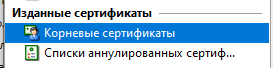 Изданные сертификаты
Корневые сертификаты
Списки аннулированных сертиф...